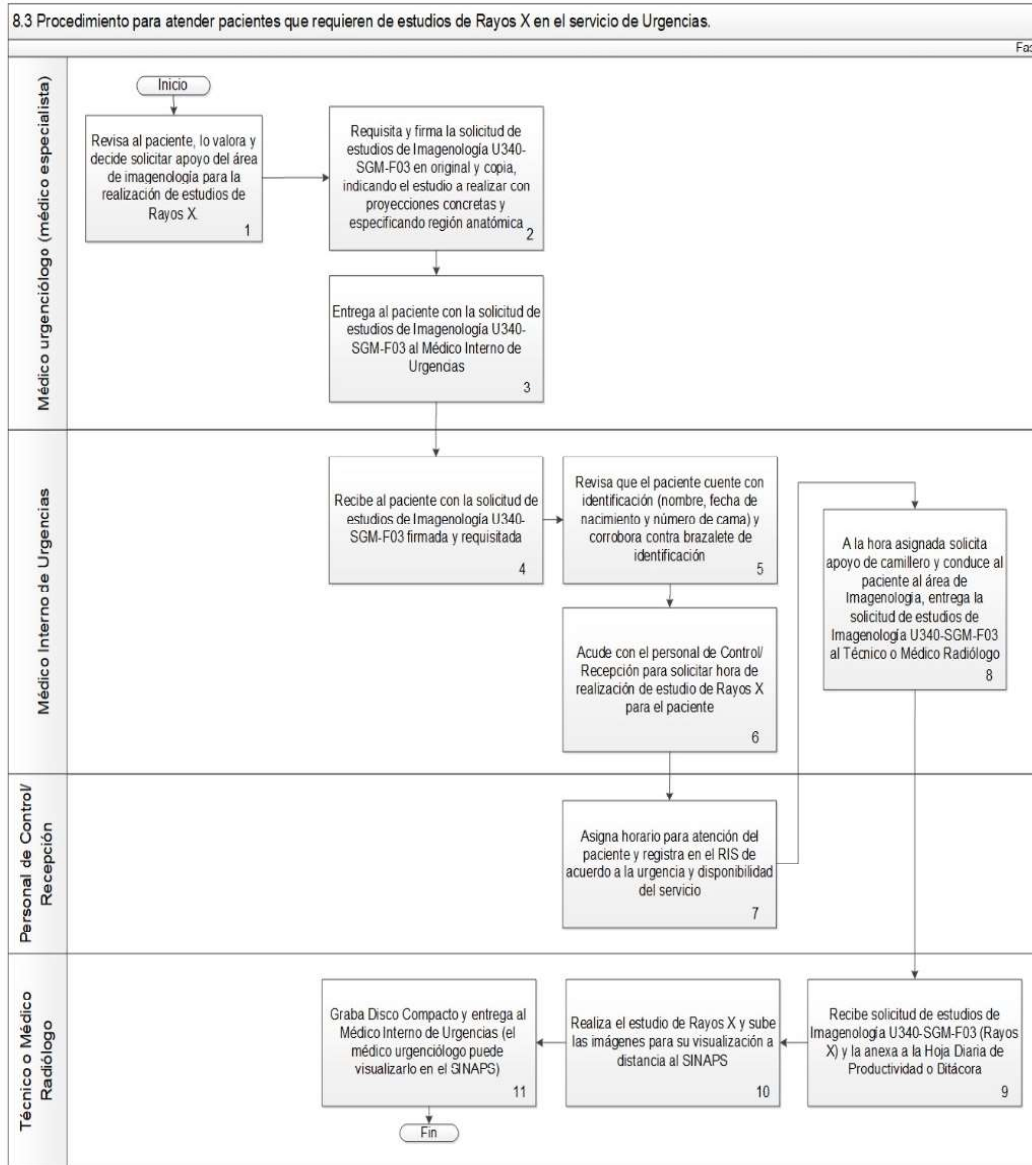 8.3 Procedimiento para atender pacientes que requieren de estudios de Rayos X en el servicio de Urgencias.
Fas
Médico urgenciólogo (médico especialista)
Inicio
Revisa al paciente, lo valora y
decide solicitar apoyo del área
de imagenología para la
realización de estudios de
Rayos X.
1
Requisita y firma la solicitud de
estudios de Imagenología U340-
SGM-F03 en original y copia,
indicando el estudio a realizar con
proyecciones concretas y
especificando región anatómica
2
Entrega al paciente con la solicitud de
estudios de Imagenología U340-
SGM-F03 al Médico Interno de
Urgencias
3
Médico Interno de Urgencias
Recibe al paciente con la solicitud de
estudios de Imagenología U340-
SGM-F03 firmada y requisitada
4
Revisa que el paciente cuente con
identificación (nombre, fecha de
nacimiento y número de cama) y
corrobora contra brazalete de
identificación
5
Acude con el personal de Control/
Recepción para solicitar hora de
realización de estudio de Rayos X
para el paciente
6
A la hora asignada solicita
apoyo de camillero y conduce al
paciente al área de
Imagenología, entrega la
solicitud de estudios de
Imagenología U340-SGM-F03
al Técnico o Médico Radiólogo
8
Personal de Control/
Recepción
Asigna horario para atención del
paciente y registra en el RIS de
acuerdo a la urgencia y disponibilidad
del servicio
7
Técnico o Médico
Radiólogo
Recibe solicitud de estudios de
Imagenología U340-SGM-F03 (Rayos
X) y la anexa a la Hoja Diaria de
Productividad o Bitácora
9
Realiza el estudio de Rayos X y sube
las imágenes para su visualización a
distancia al SINAPS
10
Graba Disco Compacto y entrega al
Médico Interno de Urgencias (el
médico urgenciólogo puede
visualizarlo en el SINAPS)
11
Fin